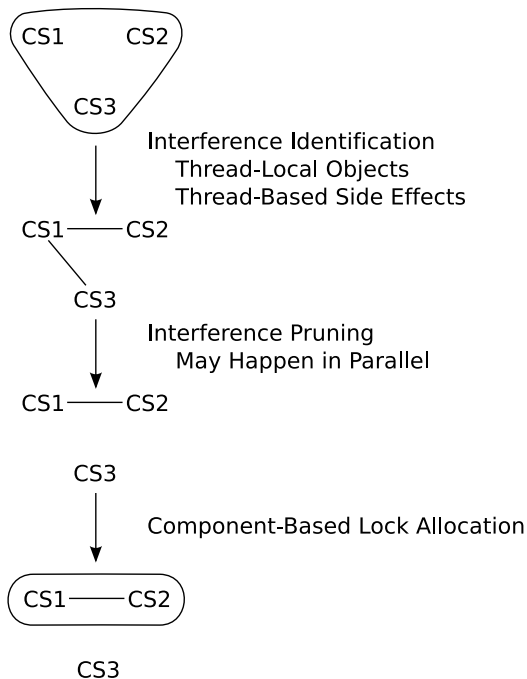 CS1 CS2
CS3
Interference Identification
Thread-Local Objects
Thread-Based Side Effects
CS1 CS2
CS3
Interference Pruning
May Happen in Parallel
CS1 CS2
CS3
Component-Based Lock Allocation
CS1 CS2
CS3